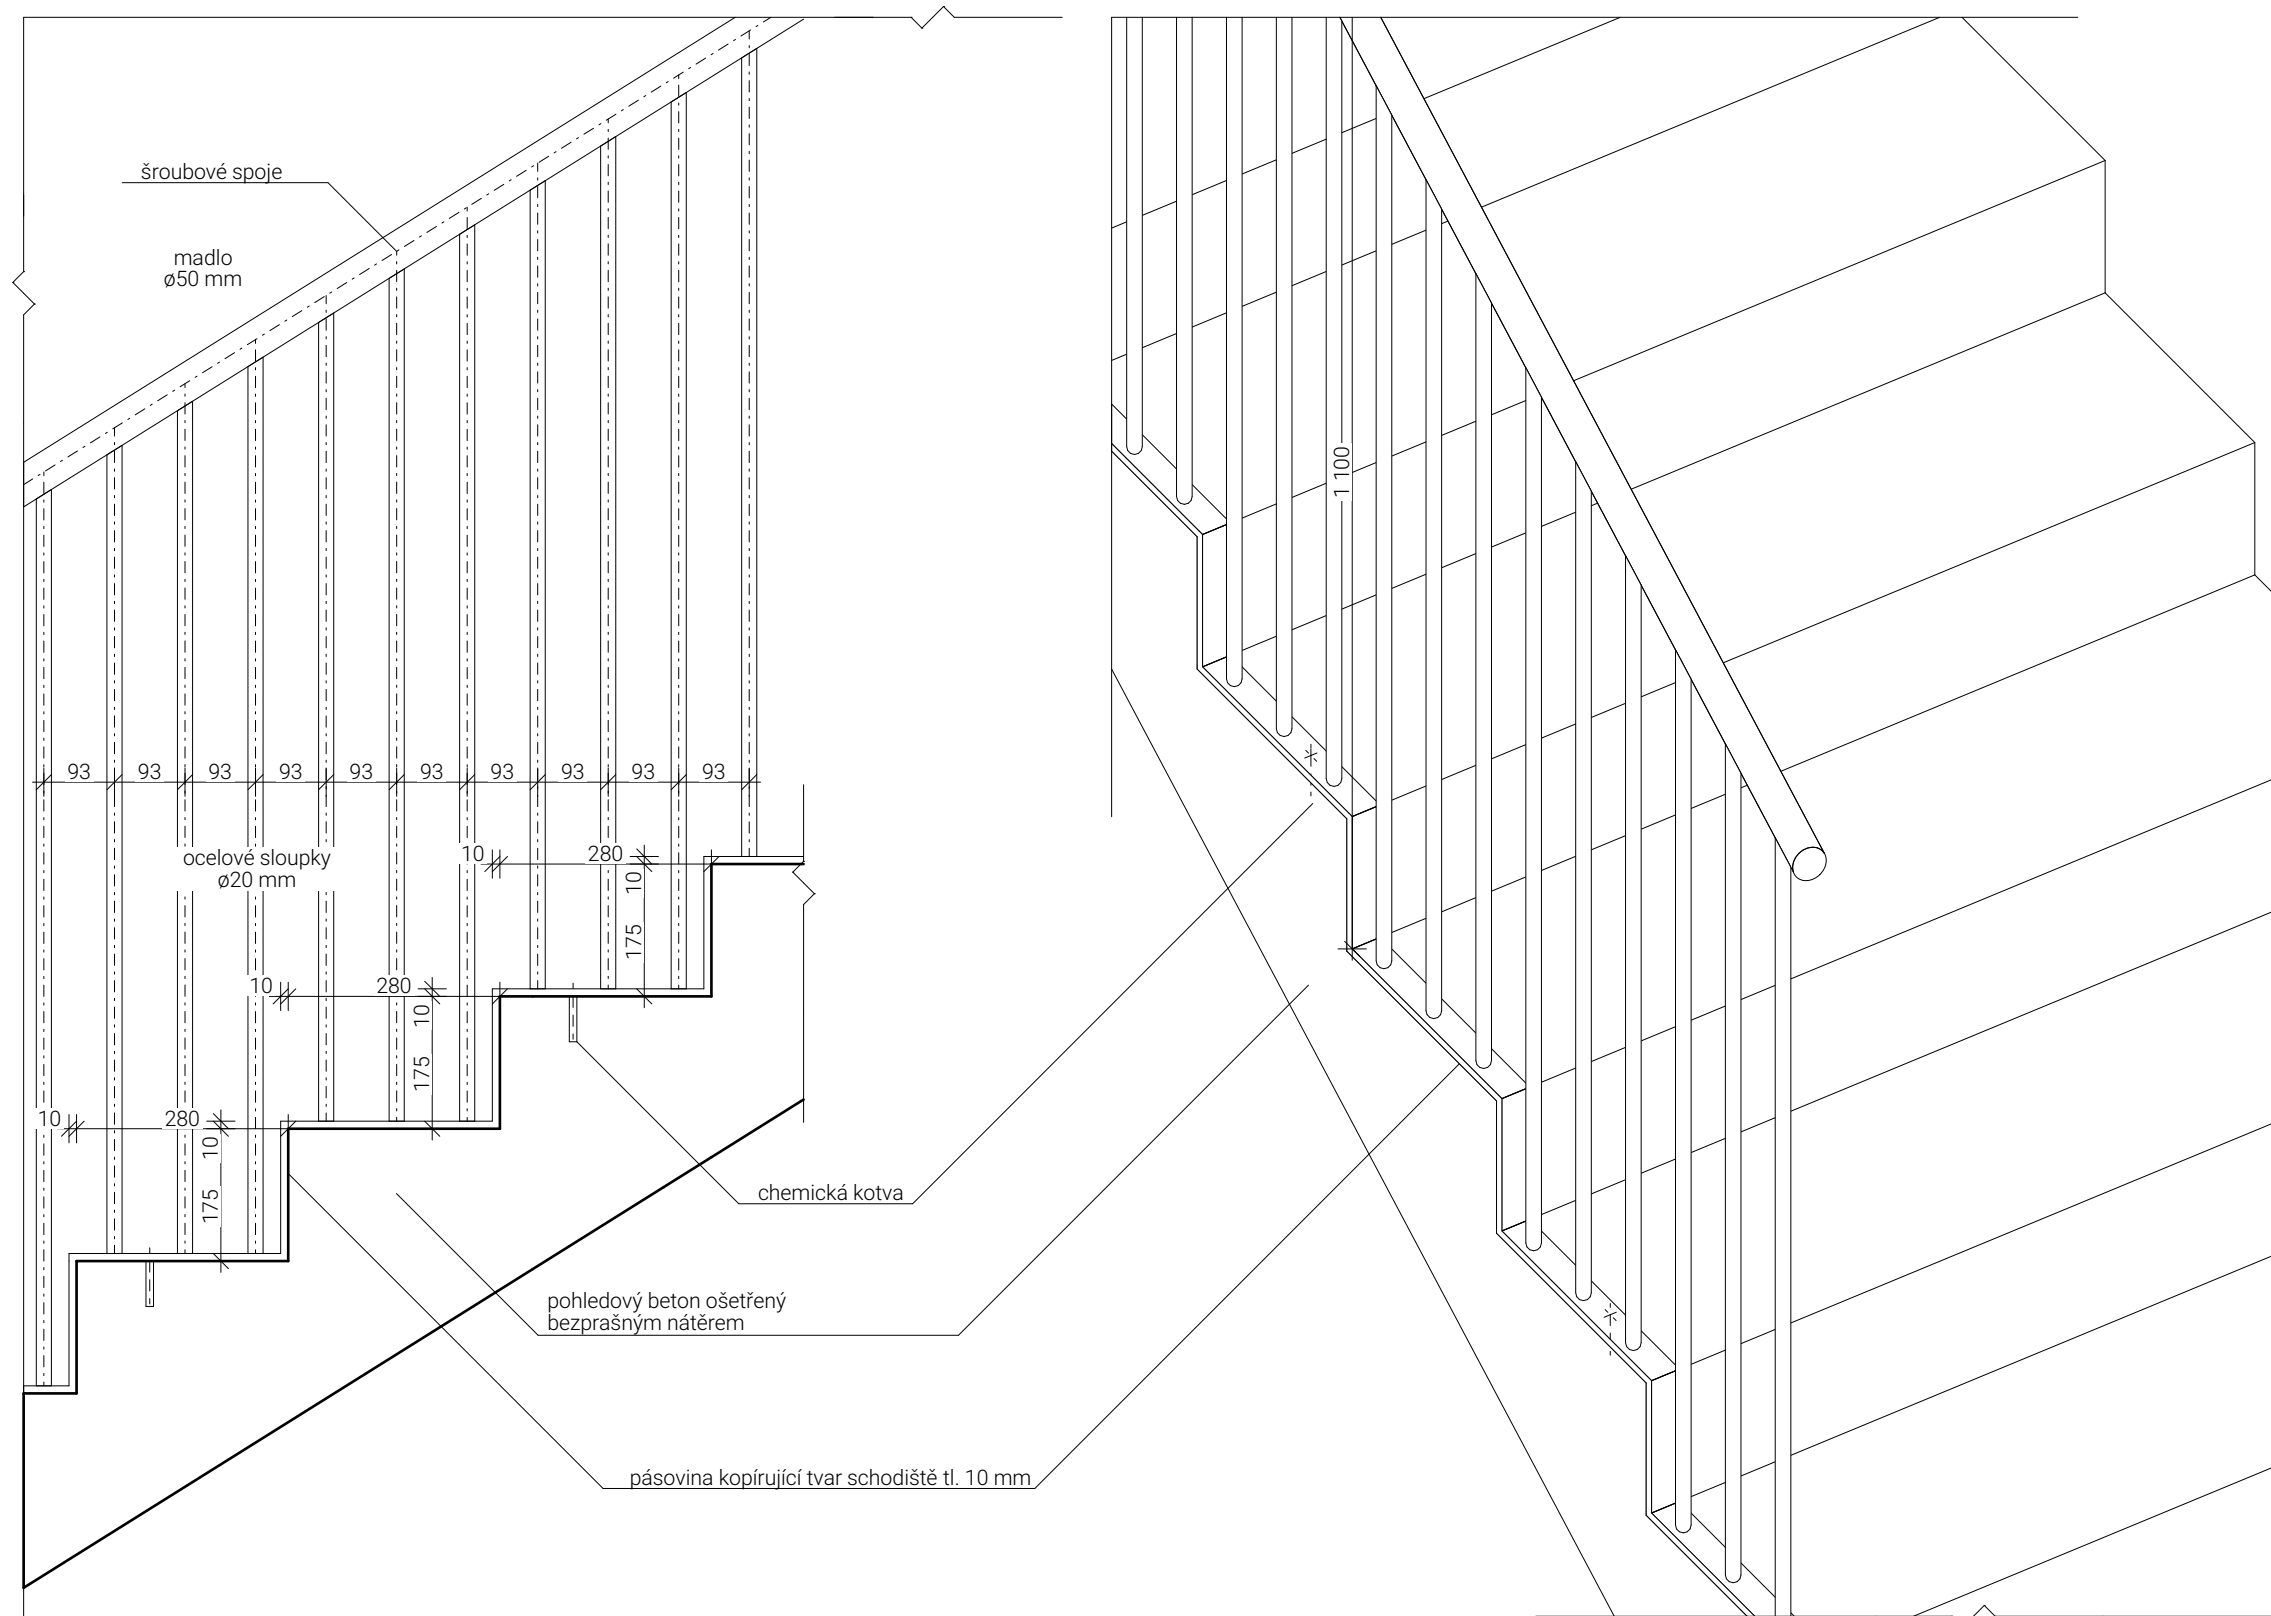 šroubové spoje
madlo
ø50 mm
1 100
93 93 93 93 93 93 93 93 93 93
ocelové sloupky
ø20 mm
10 280
10
175
10 280
10
175
10 280
10
175
chemická kotva
pohledový beton ošetřený
bezprašným nátěrem
pásovina kopírující tvar schodiště tl. 10 mm